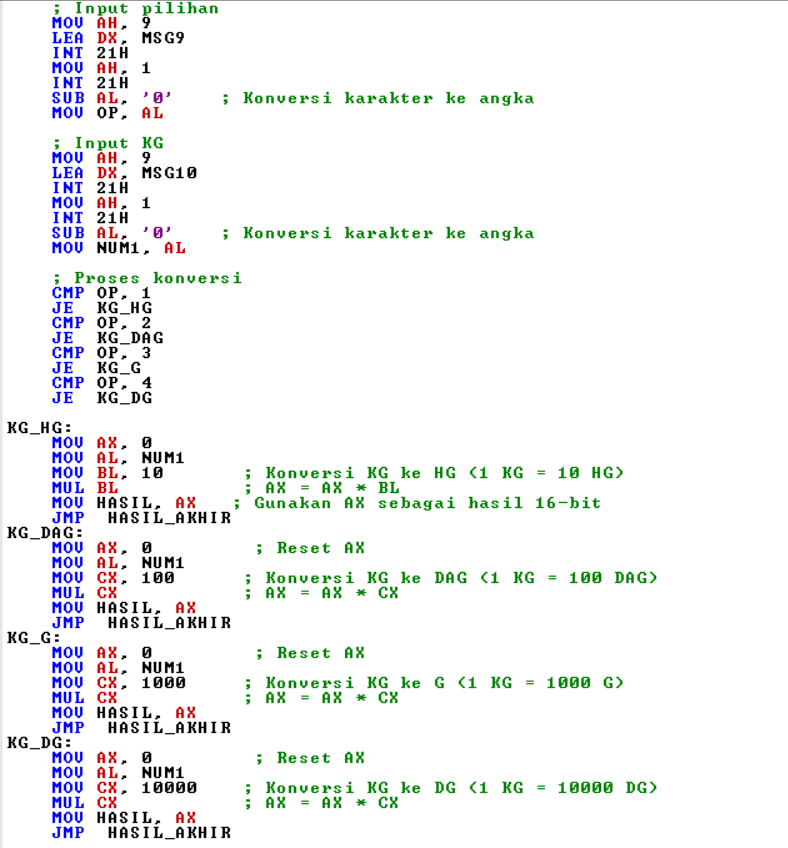 ; Input pilihan
MOV AH, 9
LEA DX, MSG9
INT 21H
MOV AH, 1
INT 21H
SUB AL, '0'    ; Konversi karakter ke angka
MOV OP, AL
; Input KG
MOV AH, 9
LEA DX, MSG10
INT 21H
MOV AH, 1
INT 21H
SUB AL, '0'    ; Konversi karakter ke angka
MOV NUM1, AL
; Proses konversi
CMP OP, 1
JE  KG_HG
CMP OP, 2
JE  KG_DAG
CMP OP, 3
JE  KG_G
CMP OP, 4
JE  KG_DG
KG_HG:
MOV AX, 0
MOV AL, NUM1
MOV BL, 10       ; Konversi KG ke HG (1 KG = 10 HG)
MUL BL           ; AX = AX * BL
MOV HASIL, AX   ; Gunakan AX sebagai hasil 16-bit
JMP  HASIL_AKHIR
KG_DAG:
MOV AX, 0         ; Reset AX
MOV AL, NUM1
MOV CX, 100      ; Konversi KG ke DAG (1 KG = 100 DAG)
MUL CX           ; AX = AX * CX
MOV HASIL, AX
JMP  HASIL_AKHIR
KG_G:
MOV AX, 0         ; Reset AX
MOV AL, NUM1
MOV CX, 1000     ; Konversi KG ke G (1 KG = 1000 G)
MUL CX           ; AX = AX * CX
MOV HASIL, AX
JMP  HASIL_AKHIR
KG_DG:
MOV AX, 0         ; Reset AX
MOV AL, NUM1
MOV CX, 10000    ; Konversi KG ke DG (1 KG = 10000 DG)
MUL CX           ; AX = AX * CX
MOV HASIL, AX
JMP  HASIL_AKHIR